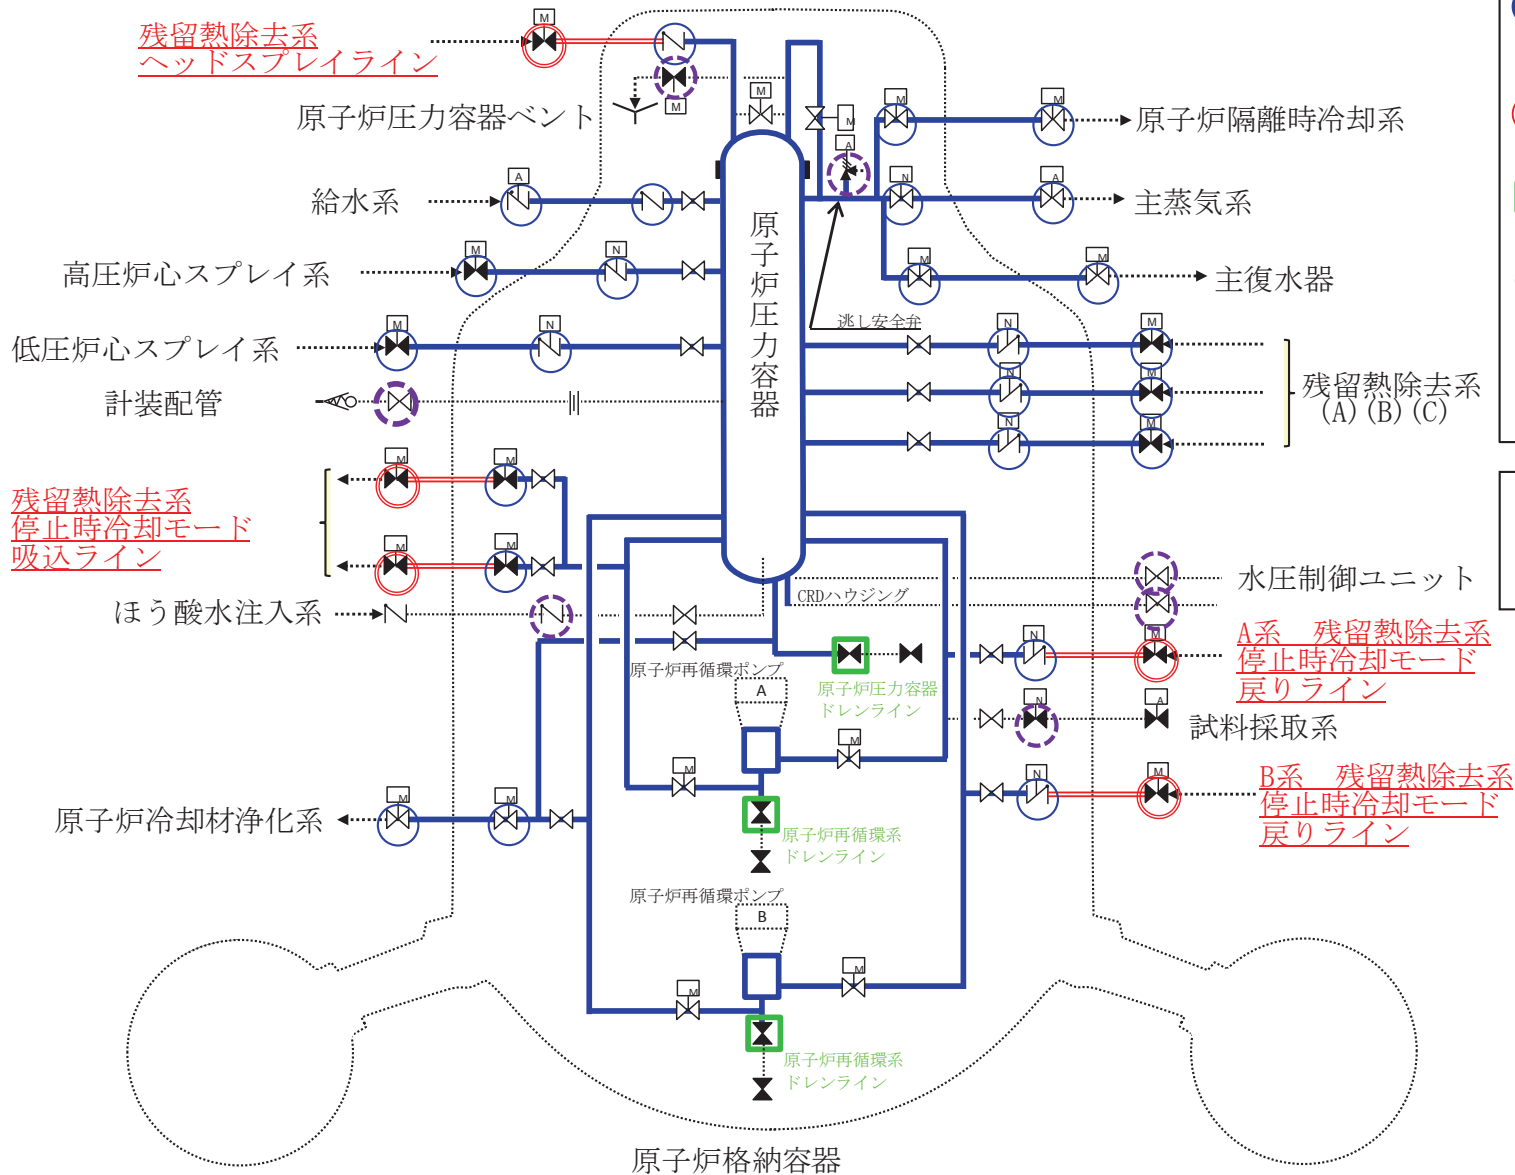 M
残留熱除去系
ヘッドスプレイライン
M
M
原子炉圧力容器ベント
M
M
M
原子炉隔離時冷却系
A
A
給水系
N
A
主蒸気系
原子炉圧力容器
M
N
高圧炉心スプレイ系
M
M
主復水器
逃し安全弁
M
N
低圧炉心スプレイ系
N
M
N
M
N
M
残留熱除去系
(A)(B)(C)
計装配管
M
M
残留熱除去系
停止時冷却モード
吸込ライン
M
M
水圧制御ユニット
CRDハウジング
ほう酸水注入系
N
M
A系　残留熱除去系
停止時冷却モード
戻りライン
原子炉再循環ポンプ
A
原子炉圧力容器
ドレンライン
N
A
試料採取系
M
M
N
M
B系　残留熱除去系
停止時冷却モード
戻りライン
原子炉冷却材浄化系
M
M
原子炉再循環系
ドレンライン
原子炉再循環ポンプ
B
M
M
原子炉再循環系
ドレンライン
原子炉格納容器